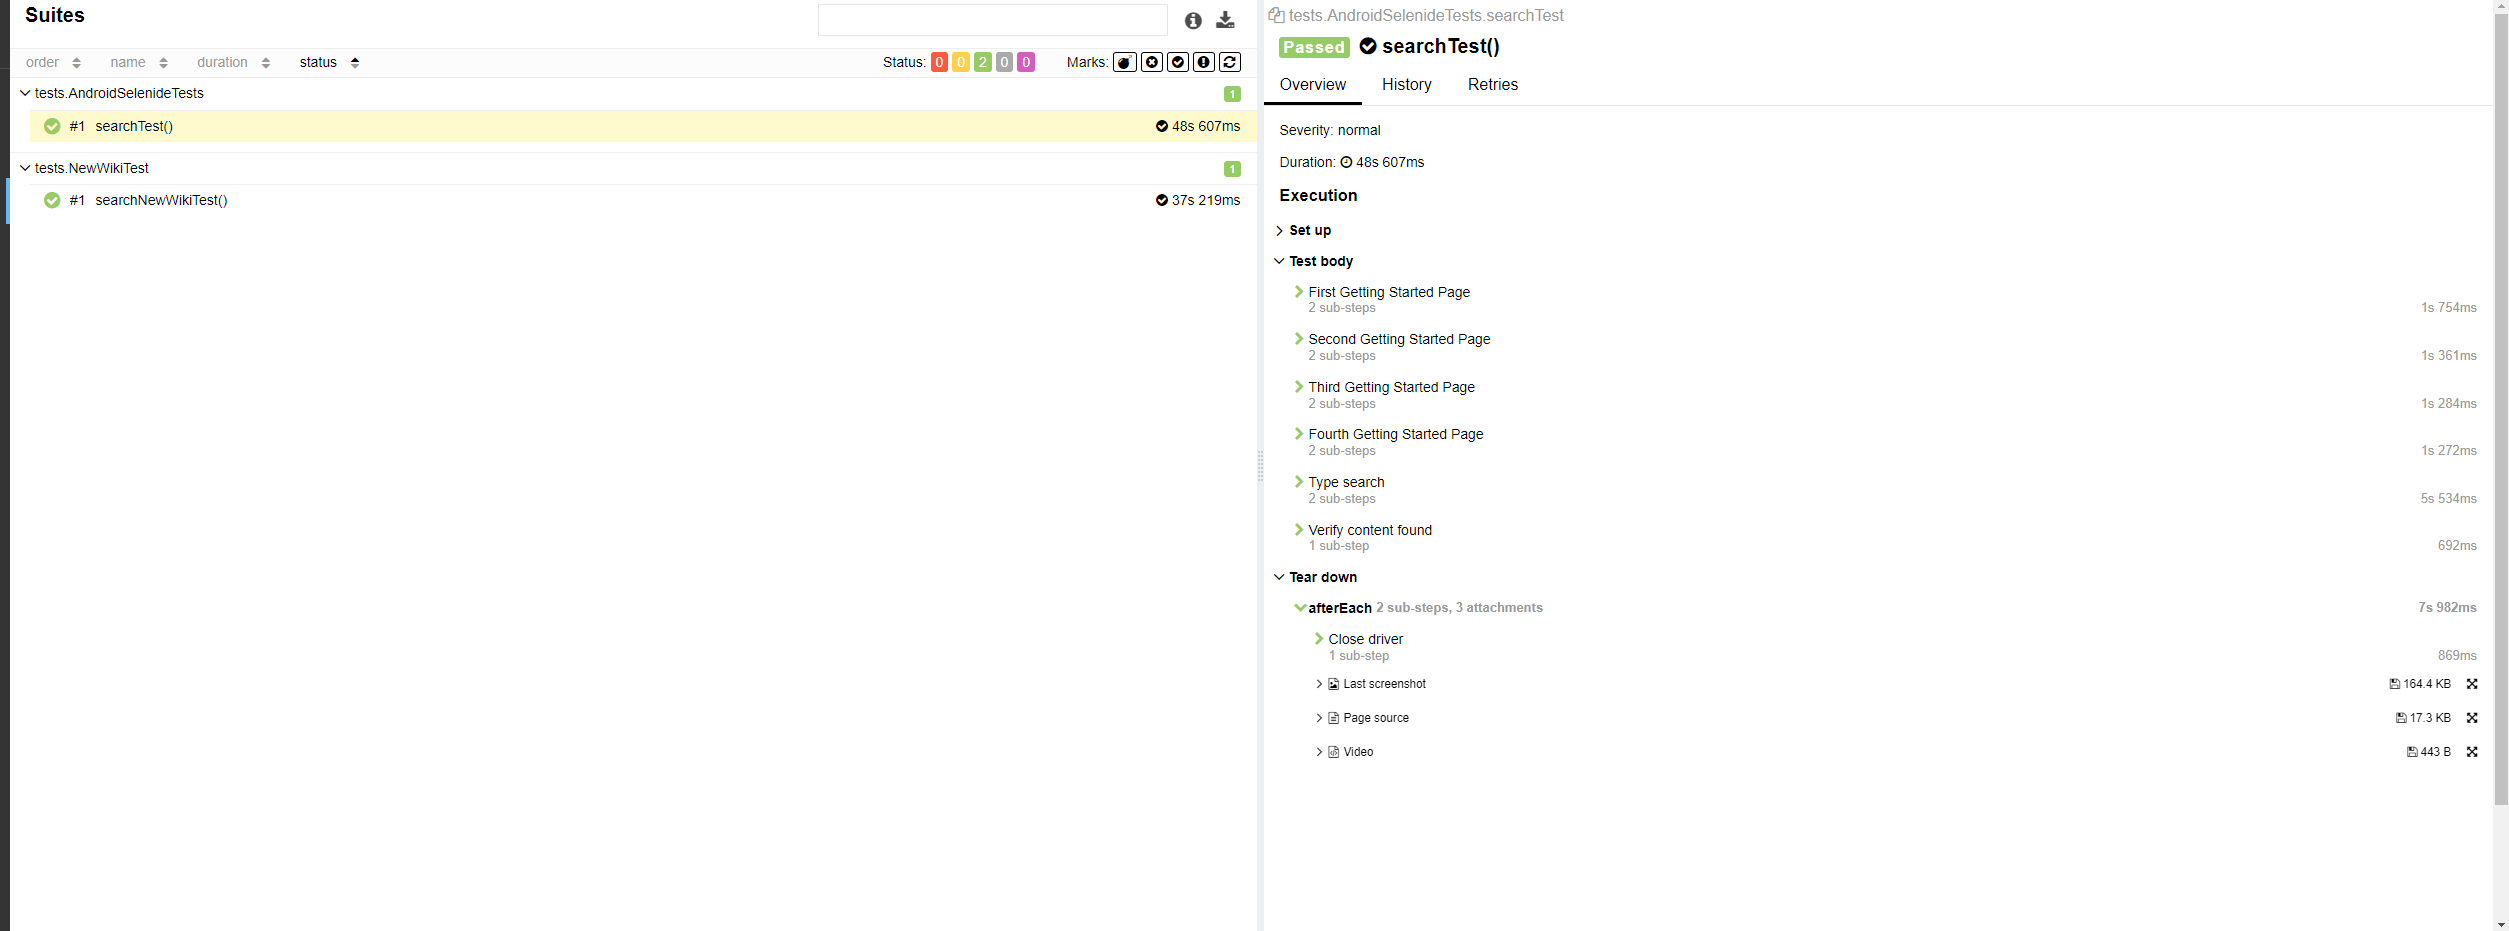 Suites
order name duration status Status: 0 0 2 0 0 Marks:
tests.AndroidSelenideTests 1
#1 searchTest() 48s 607ms
tests.NewWikiTest 1
#1 searchNewWikiTest() 37s 219ms
tests.AndroidSelenideTests.searchTest
Passed searchTest()
Overview History Retries
Severity: normal
Duration: 48s 607ms
Execution
Set up
Test body
First Getting Started Page
2 sub-steps 1s 754ms
Second Getting Started Page
2 sub-steps 1s 361ms
Third Getting Started Page
2 sub-steps 1s 284ms
Fourth Getting Started Page
2 sub-steps 1s 272ms
Type search
2 sub-steps 5s 534ms
Verify content found
1 sub-step 692ms
Tear down
afterEach 2 sub-steps, 3 attachments 7s 982ms
Close driver
1 sub-step 869ms
Last screenshot 164.4 KB
Page source 17.3 KB
Video 443 B